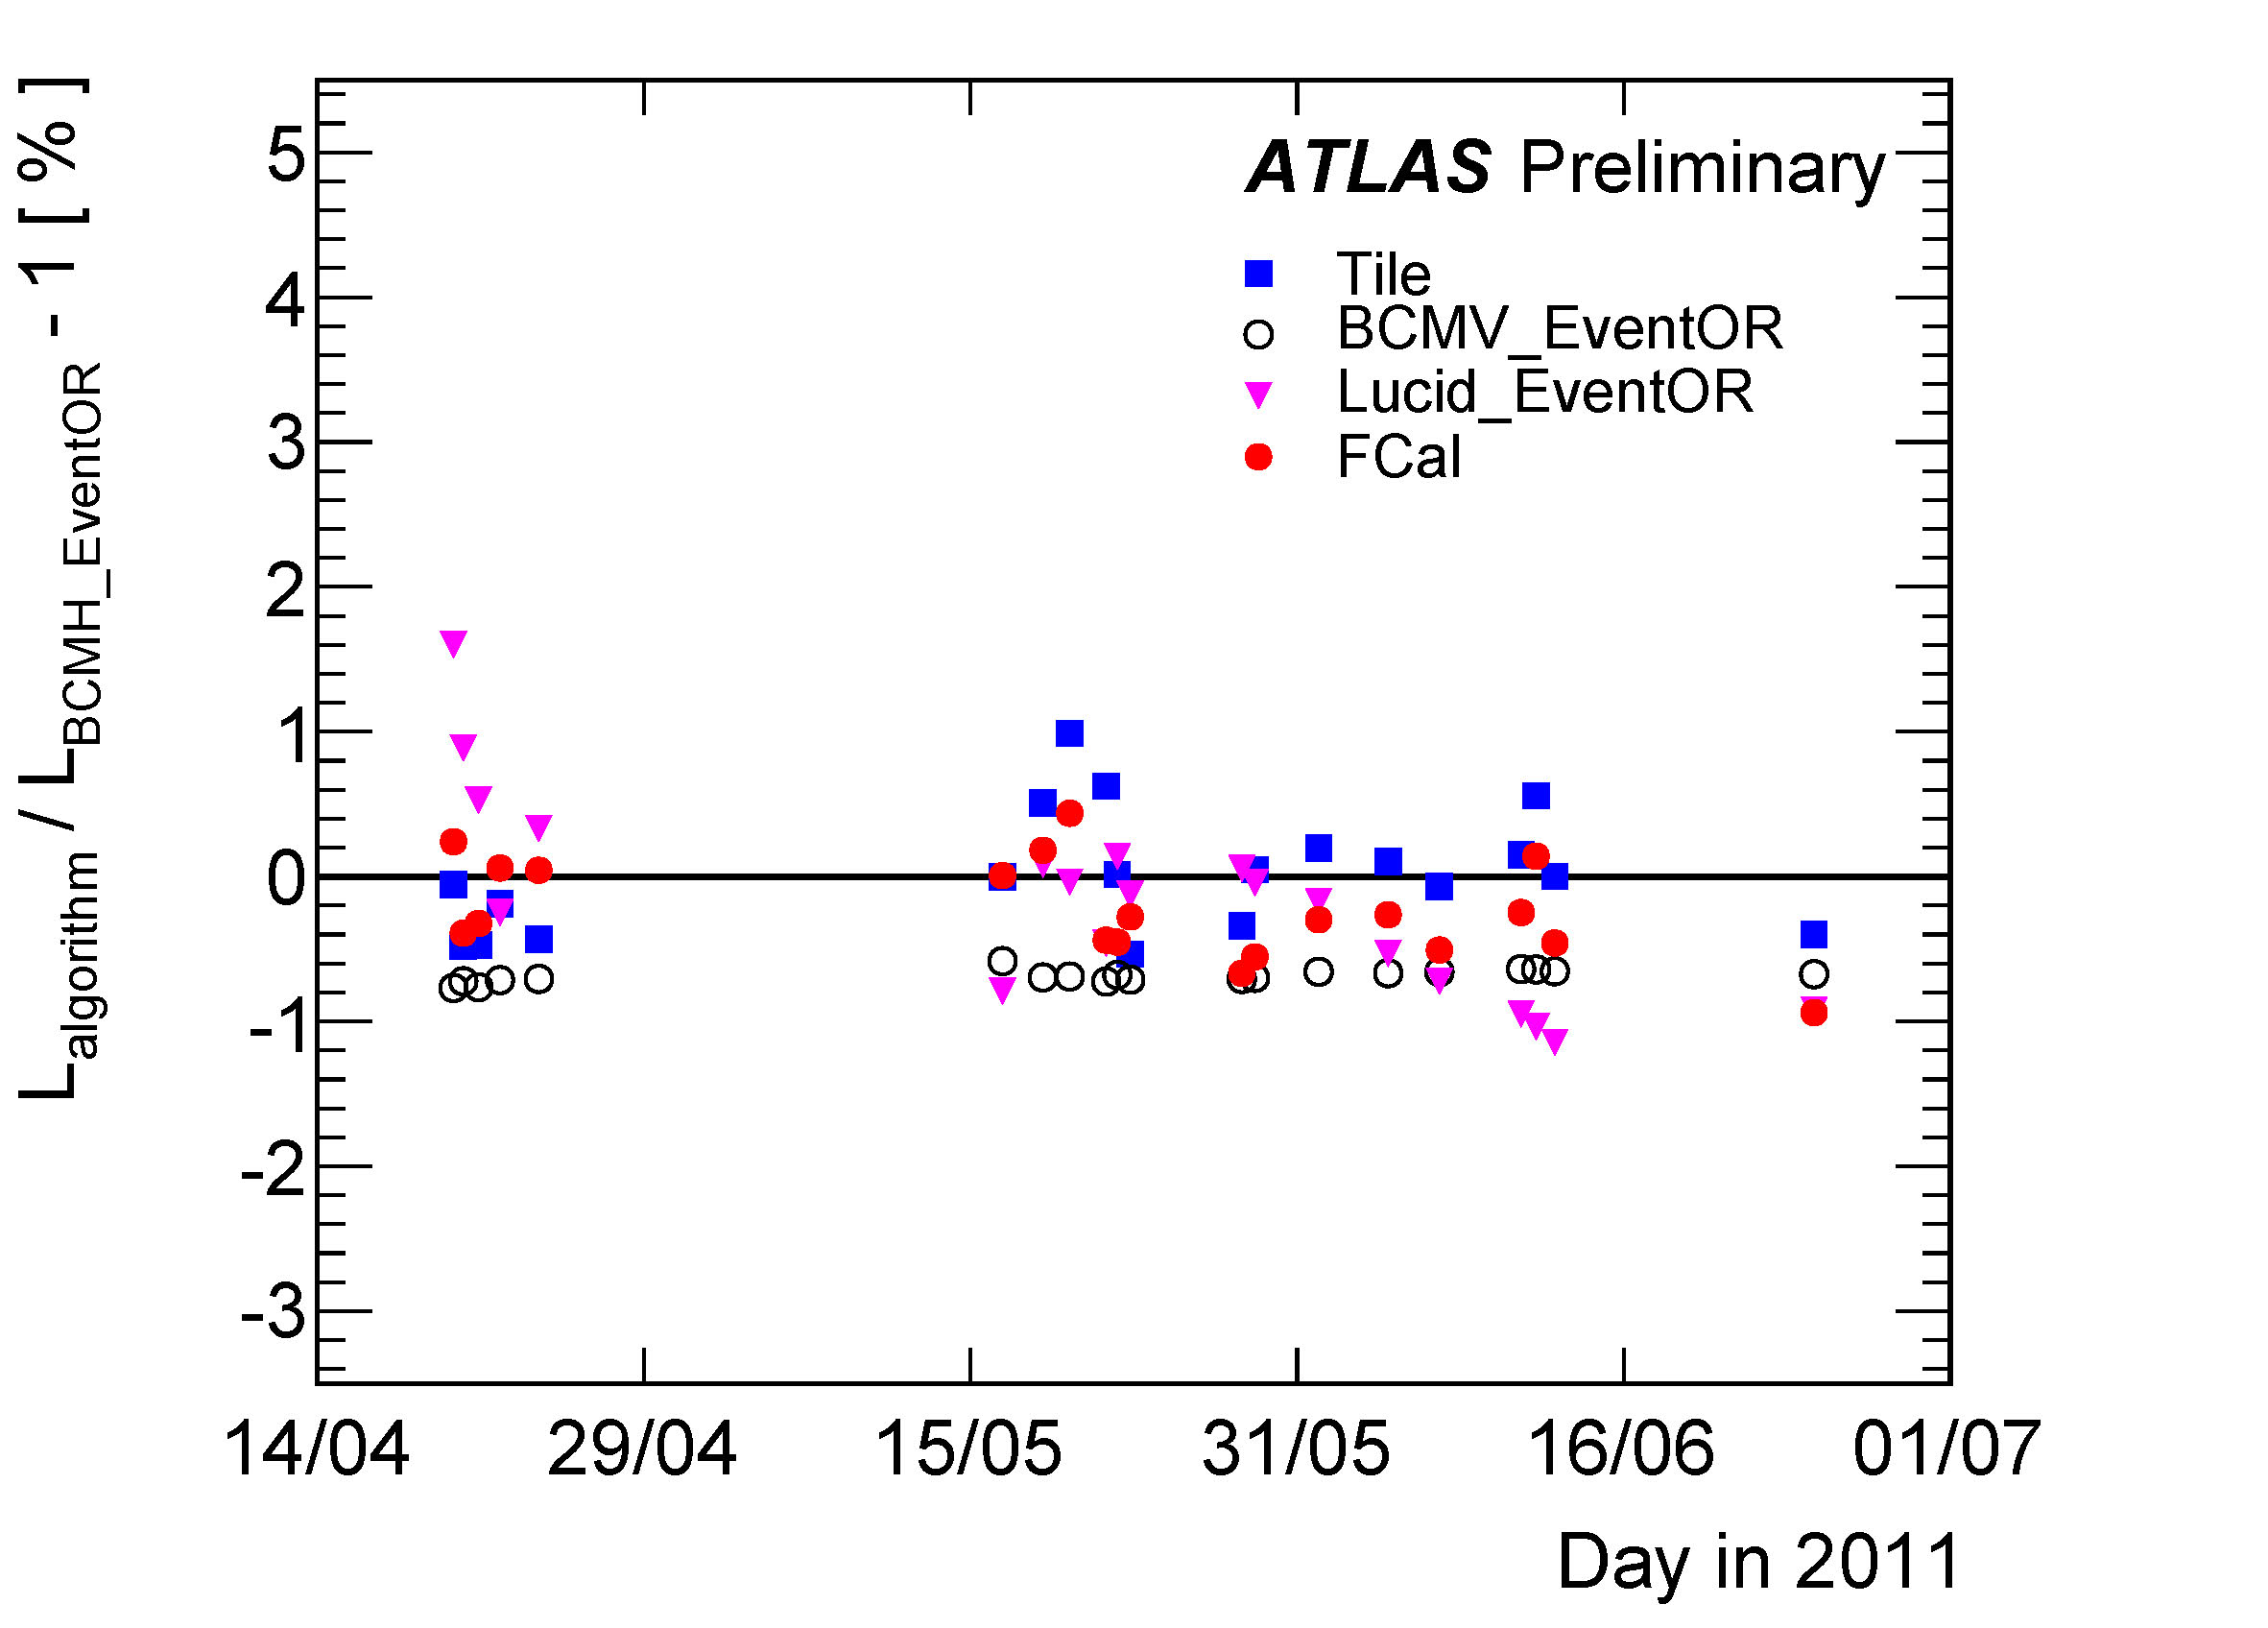 L_algorithm / L_BCMH_EventOR - 1 [ % ]
5
4
3
2
1
0
-1
-2
-3
ATLAS Preliminary
Tile
BCMV_EventOR
Lucid_EventOR
FCal
14/04
29/04
15/05
31/05
16/06
01/07
Day in 2011